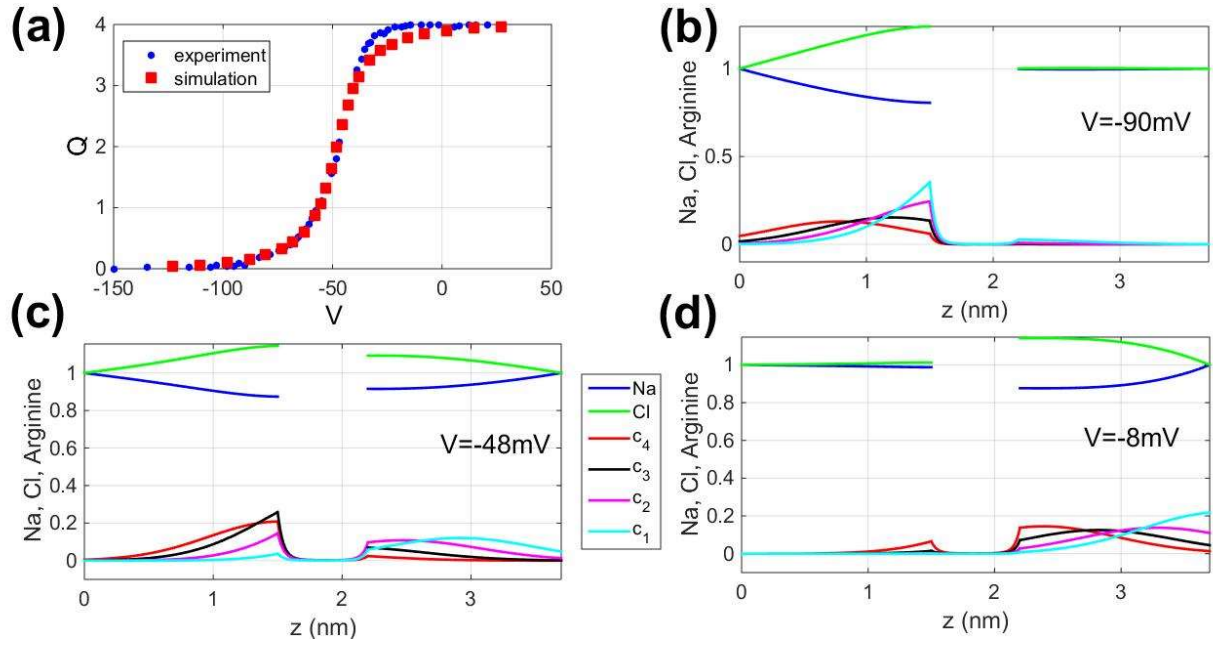 (a)
4
3
2
1
0
Q
experiment
simulation
-150
-100
-50
0
50
V
(b)
1
0.5
0
Na, Cl, Arginine
V=-90mV
0
1
2
3
z (nm)
(c)
1
0.8
0.6
0.4
0.2
0
Na, Cl, Arginine
V=-48mV
0
1
2
3
z (nm)
Na
Cl
c4
c3
c2
c1
(d)
1
0.8
0.6
0.4
0.2
0
Na, Cl, Arginine
V=-8mV
0
1
2
3
z (nm)